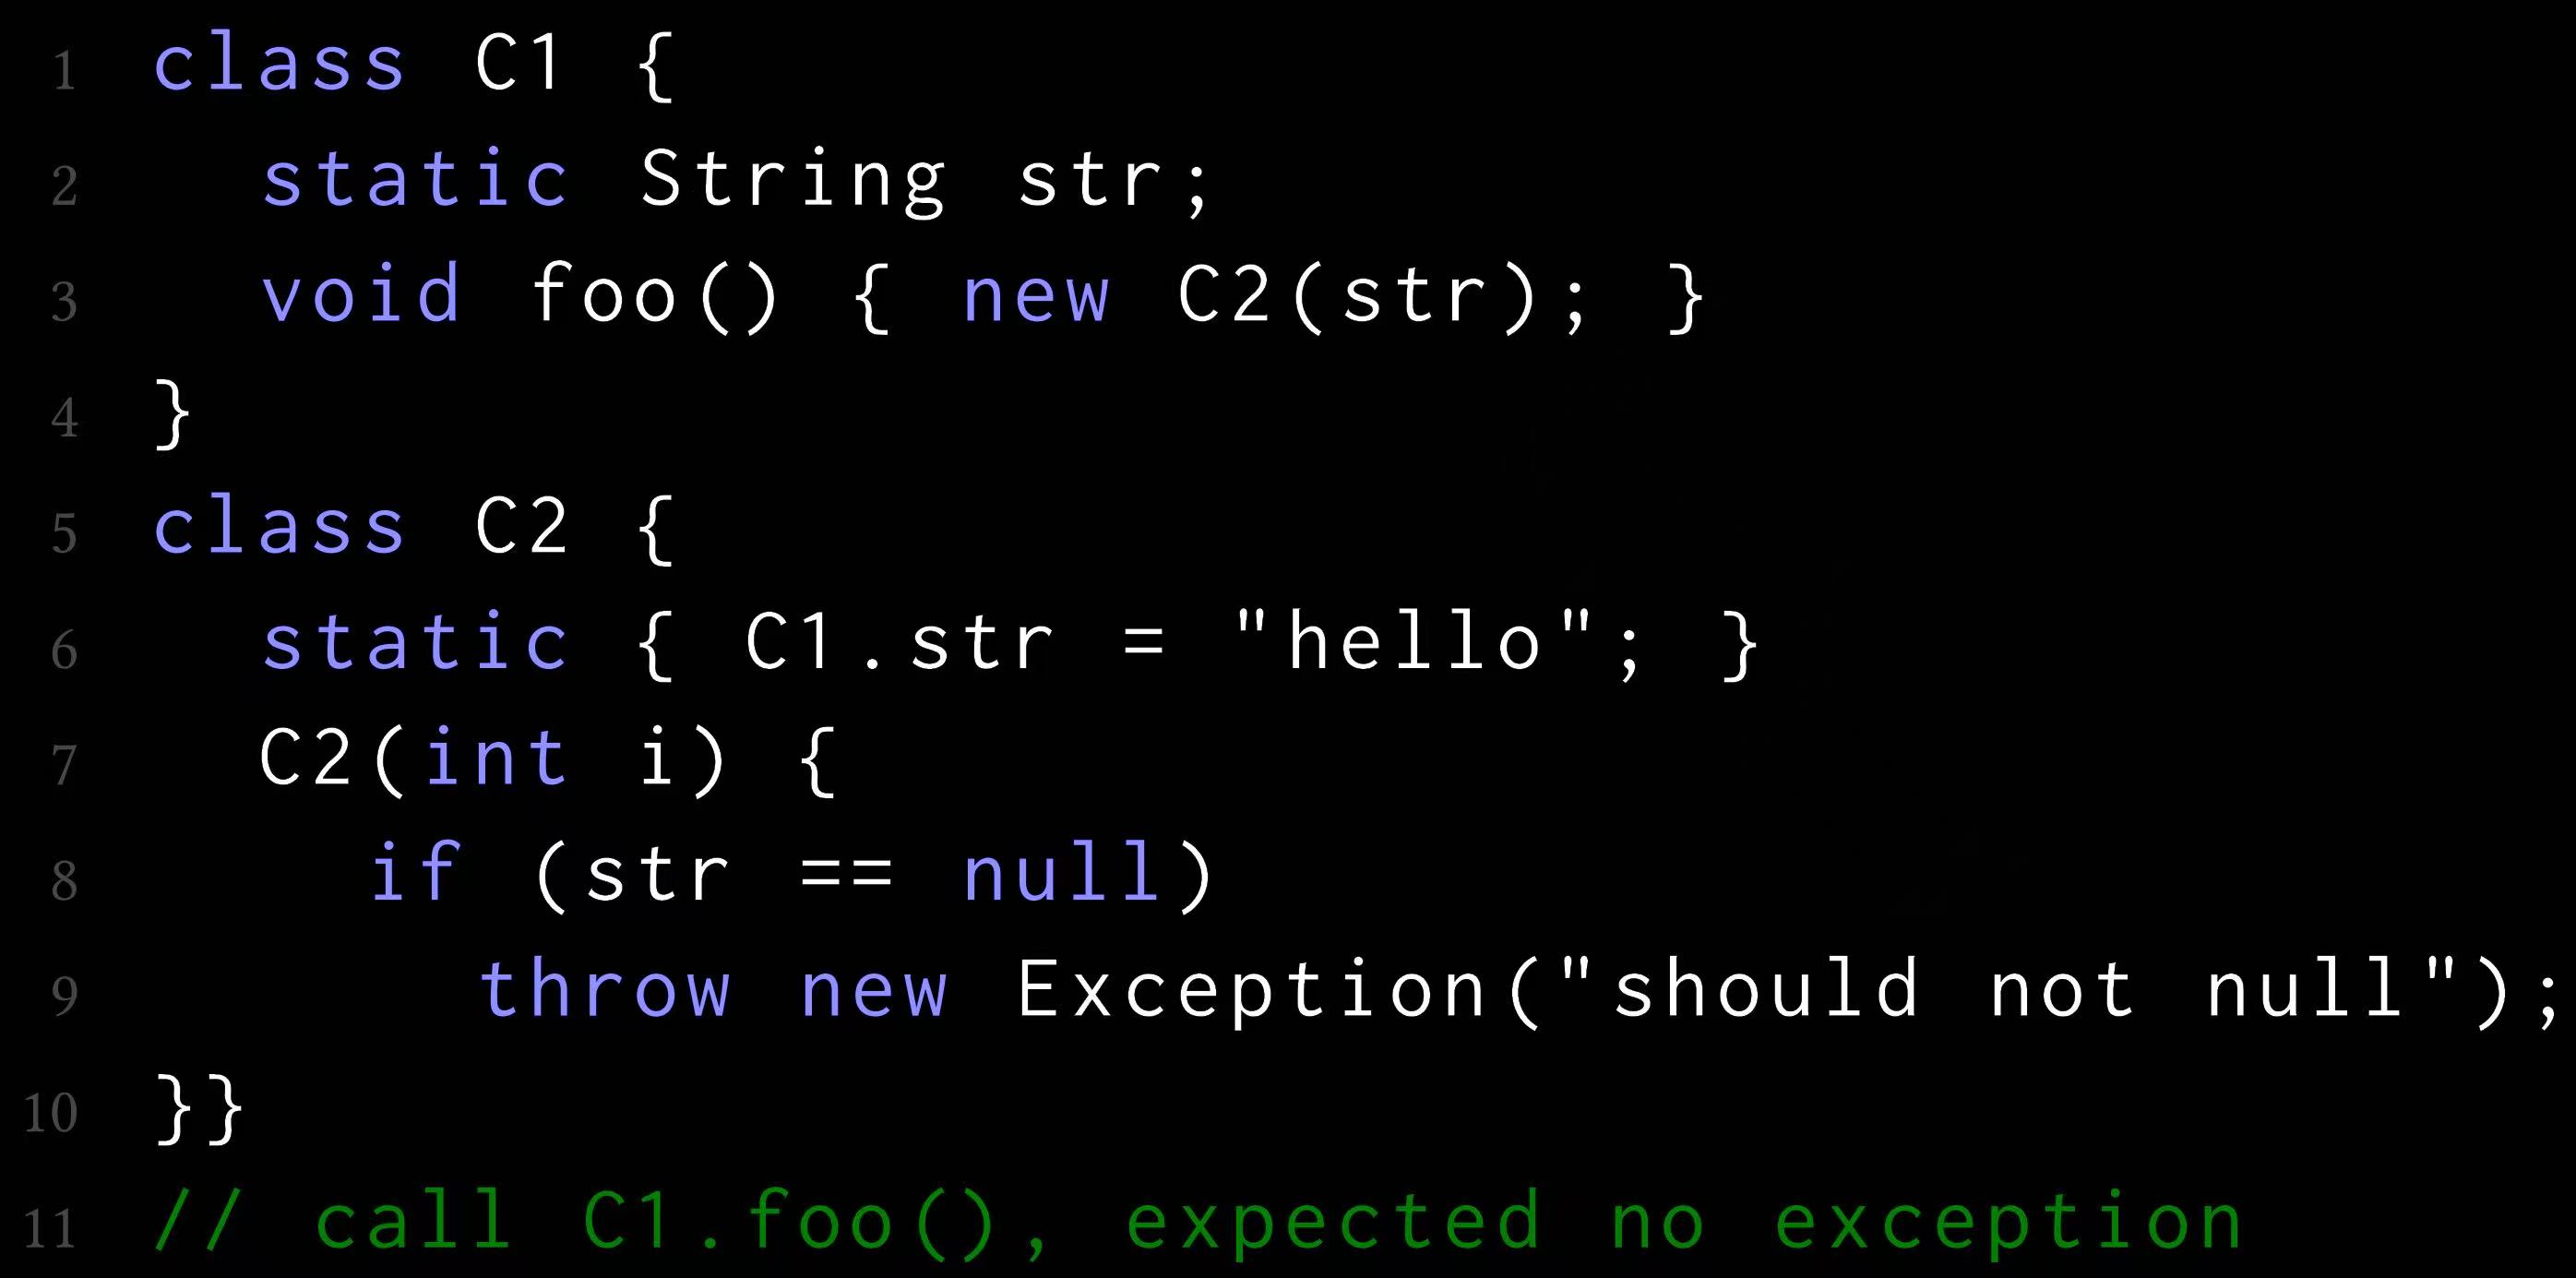 1 class C1 {
2   static String str;
3   void foo() { new C2(str); }
4 }
5 class C2 {
6   static { C1.str = "hello"; }
7   C2(int i) {
8     if (str == null)
9       throw new Exception("should not null");
10 }}
11 // call C1.foo(), expected no exception